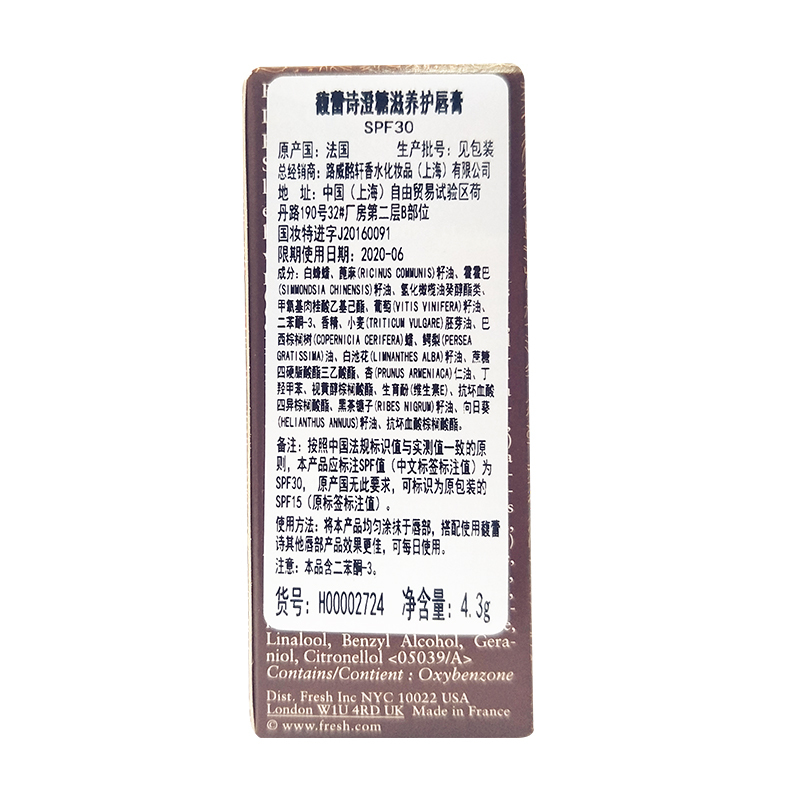 馥蕾诗澄糖滋养护唇膏
SPF30
原产国：法国 生产批号：见包装
总经销商：路威酩轩香水化妆品（上海）有限公司
地 址：中国（上海）自由贸易试验区荷
丹路190号32#厂房第二层B部位
国妆特进字J20160091
限期使用日期：2020-06
成分：白蜂蜡、蓖麻(RICINUS COMMUNIS)籽油、霍霍巴
(SIMMONDSIA CHINENSIS)籽油、氢化橄榄油癸醇酯类、
甲氧基肉桂酸乙基己酯、葡萄(VITIS VINIFERA)籽油、
二苯酮-3、香精、小麦(TRITICUM VULGARE)胚芽油、巴
西棕榈树(COPERNICIA CERIFERA)蜡、鳄梨(PERSEA
GRATISSIMA)油、白池花(LIMNANTHES ALBA)籽油、蔗糖
四硬脂酸酯三乙酸酯、杏(PRUNUS ARMENIACA)仁油、丁
羟甲苯、视黄醇棕榈酸酯、生育酚(维生素E)、抗坏血酸
四异棕榈酸酯、黑茶镳子(RIBES NIGRUM)籽油、向日葵
(HELIANTHUS ANNUUS)籽油、抗坏血酸棕榈酸酯。
备注：按照中国法规标识值与实测值一致的原
则，本产品应标注SPF值（中文标签标注值）为
SPF30， 原产国无此要求，可标识为原包装的
SPF15（原标签标注值）。
使用方法：将本产品均匀涂抹于唇部，搭配使用馥蕾
诗其他唇部产品效果更佳，可每日使用。
注意：本品含二苯酮-3。
货号：H00002724 净含量：4.3g
Linalool, Benzyl Alcohol, Gera-
niol, Citronellol <05039/A>
Contains/Contient : Oxybenzone
Dist. Fresh Inc NYC 10022 USA
London W1U 4RD UK Made in France
© www.fresh.com